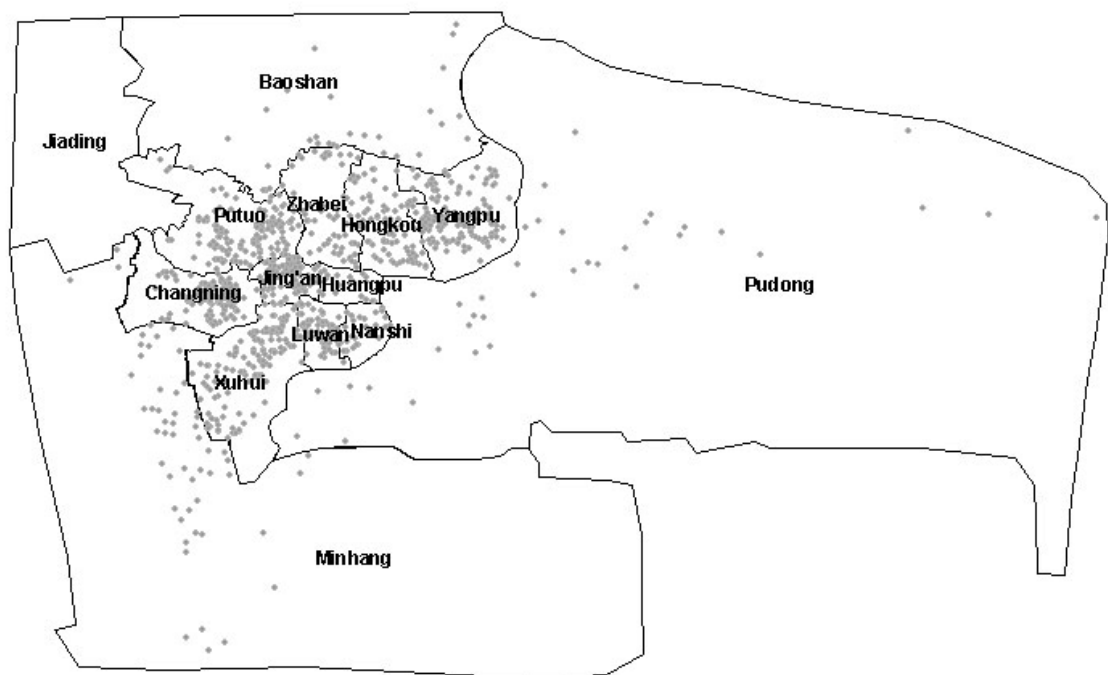 Baoshan
Jiading
Zhabei
Putuo
Hongkou
Yangpu
Jing'an
Huangpu
Changning
Pudong
Luwan
Nanshi
Xuhui
Minhang